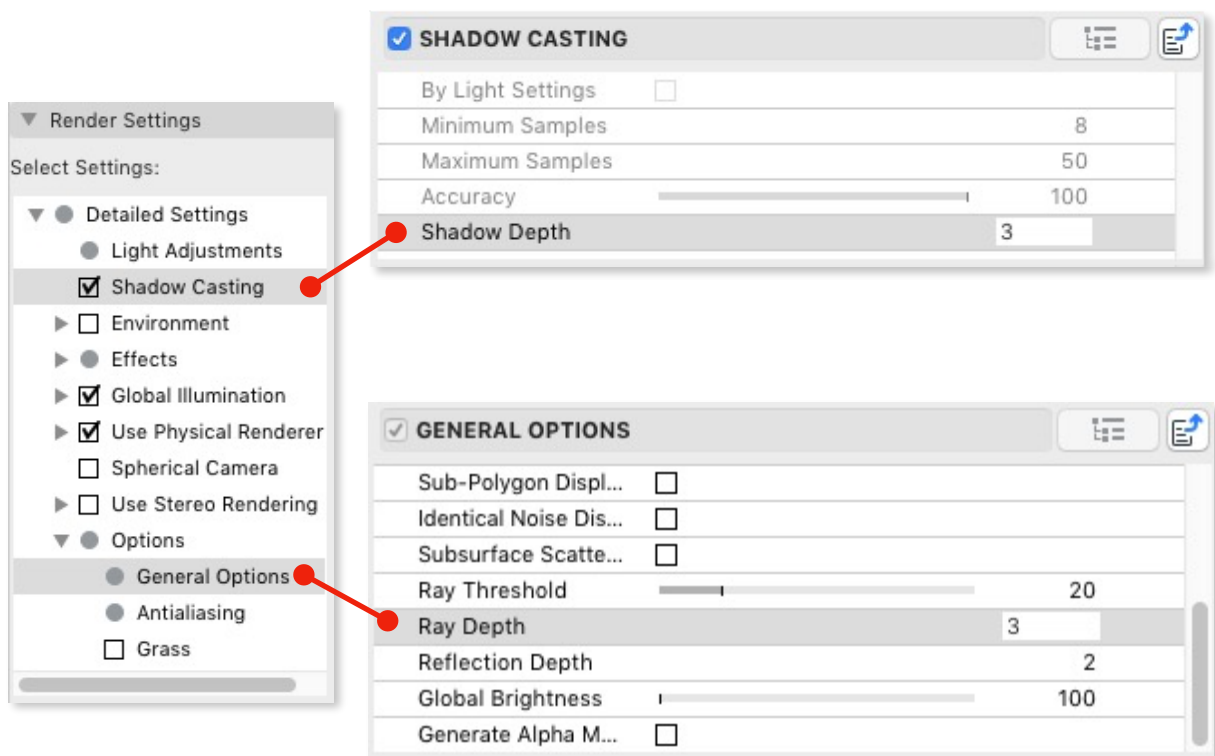 SHADOW CASTING
By Light Settings
Minimum Samples 8
Maximum Samples 50
Accuracy 100
Shadow Depth 3
Render Settings
Select Settings:
Detailed Settings
Light Adjustments
Shadow Casting
Environment
Effects
Global Illumination
Use Physical Renderer
Spherical Camera
Use Stereo Rendering
Options
General Options
Antialiasing
Grass
GENERAL OPTIONS
Sub-Polygon Displ...
Identical Noise Dis...
Subsurface Scatte...
Ray Threshold 20
Ray Depth 3
Reflection Depth 2
Global Brightness 100
Generate Alpha M...